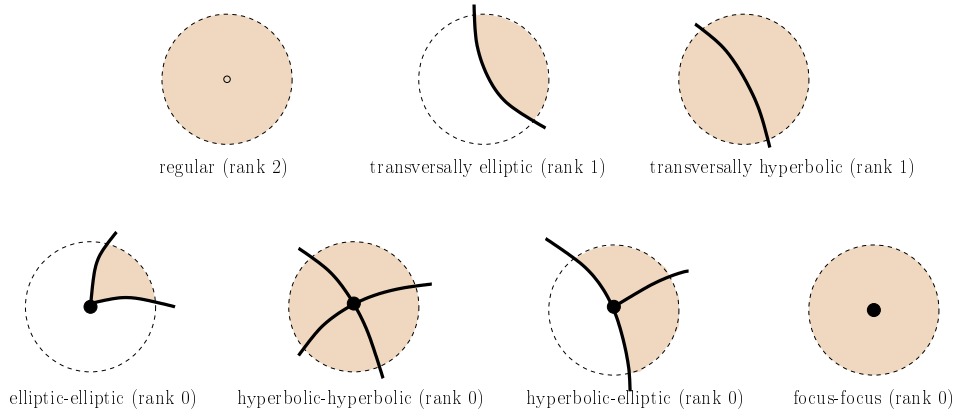 regular (rank 2)
transversally elliptic (rank 1)
transversally hyperbolic (rank 1)
elliptic-elliptic (rank 0)
hyperbolic-hyperbolic (rank 0)
hyperbolic-elliptic (rank 0)
focus-focus (rank 0)